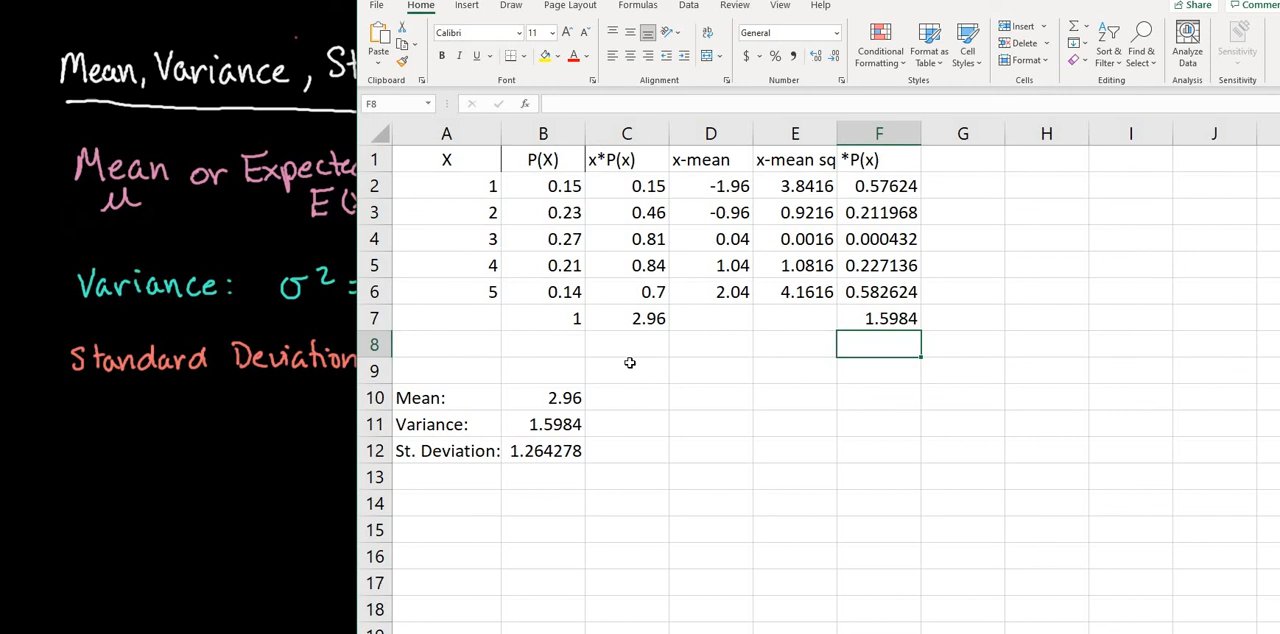 Mean, Variance, St
Mean or Expecte
μ E(
Variance: σ² =
Standard Deviation
File Home Insert Draw Page Layout Formulas Data Review View Help Share Comme
Calibri 11 A A General
Paste B I U A $ % , Conditional Formatting Format as Table Cell Styles Insert Delete Format Sort & Filter Find & Select Analyze Data Sensitivity
Clipboard Font Alignment Number Styles Cells Editing Analysis Sensitivity
F8 fx
A B C D E F G H I J
1 X P(X) x*P(x) x-mean x-mean sq *P(x)
2 1 0.15 0.15 -1.96 3.8416 0.57624
3 2 0.23 0.46 -0.96 0.9216 0.211968
4 3 0.27 0.81 0.04 0.0016 0.000432
5 4 0.21 0.84 1.04 1.0816 0.227136
6 5 0.14 0.7 2.04 4.1616 0.582624
7 1 2.96 1.5984
8
9
10 Mean: 2.96
11 Variance: 1.5984
12 St. Deviation: 1.264278
13
14
15
16
17
18